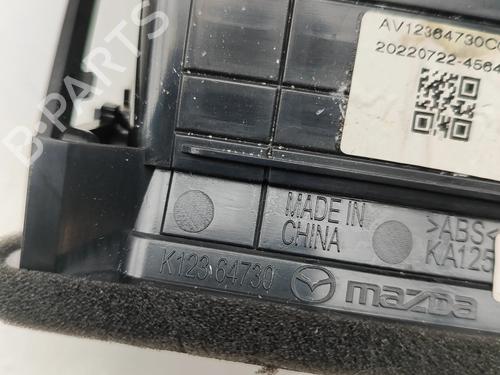 AV12364730C
20220722-4564
MADE IN
CHINA
>ABS<
KA125
K123 64730
mazda
B-PARTS